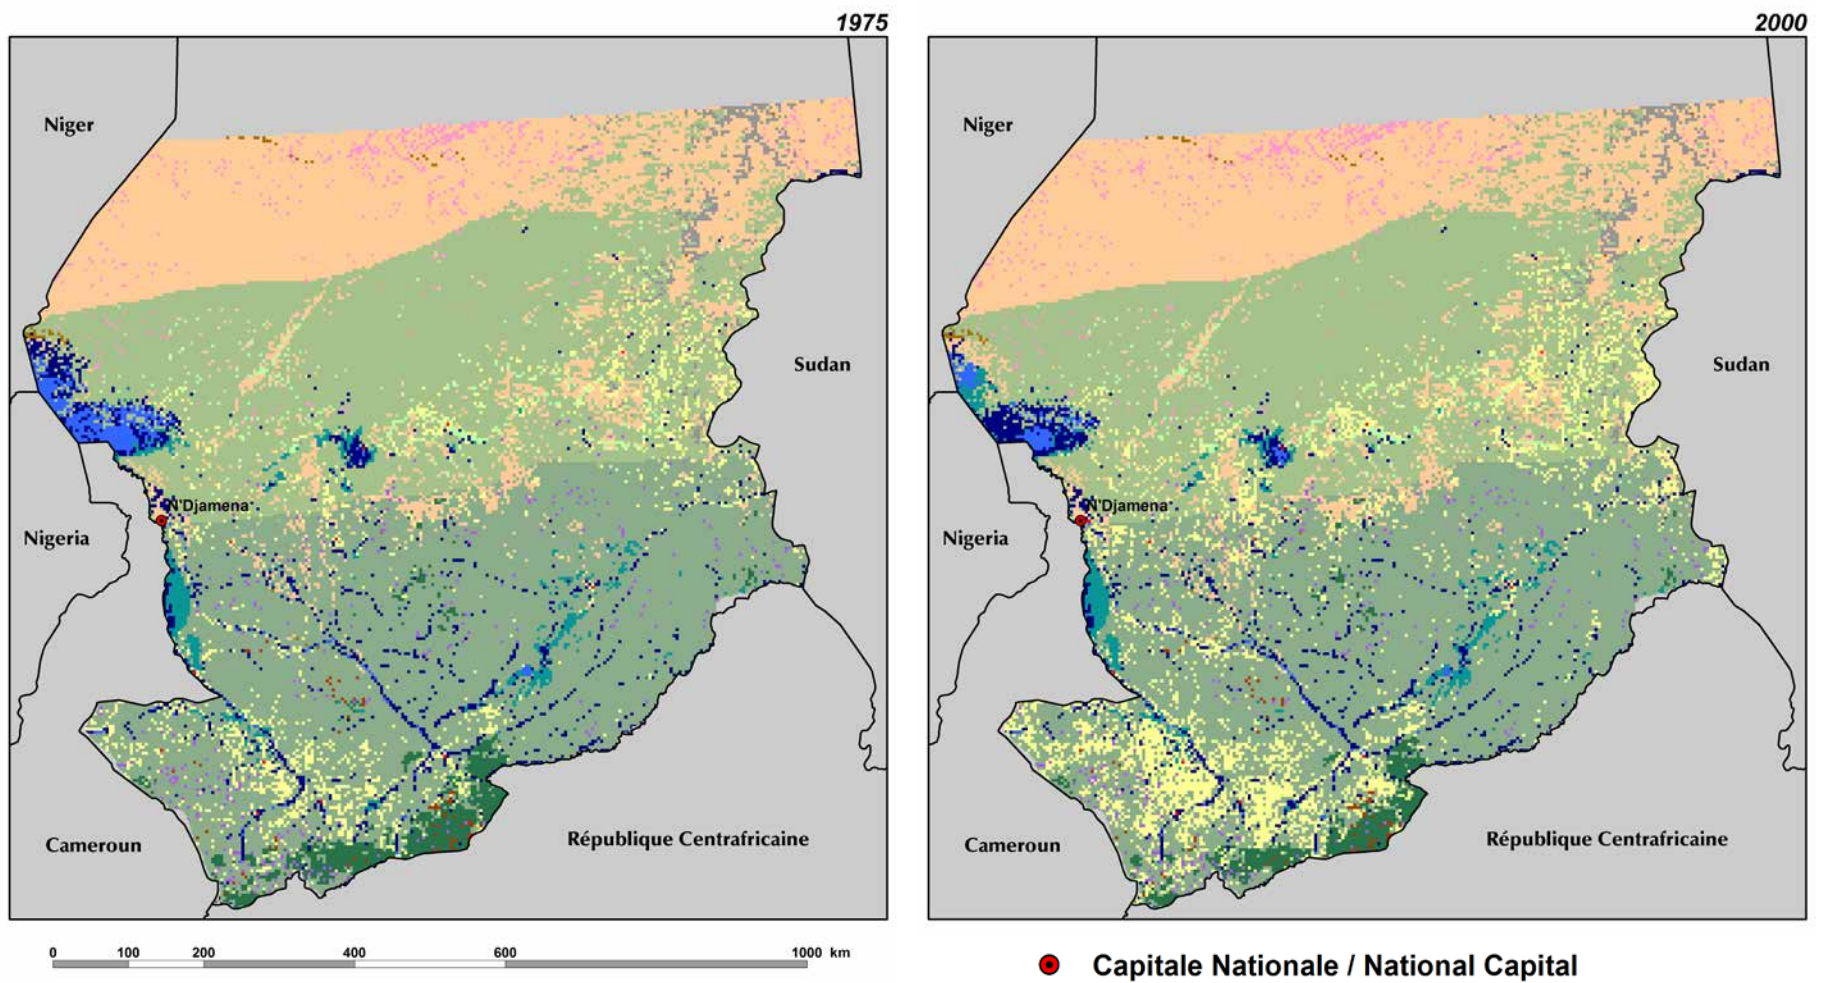 1975
2000
Niger
Sudan
N'Djamena
Nigeria
Cameroun
République Centrafricaine
Niger
Sudan
N'Djamena
Nigeria
Cameroun
République Centrafricaine
0 100 200 400 600 1000 km
Capitale Nationale / National Capital